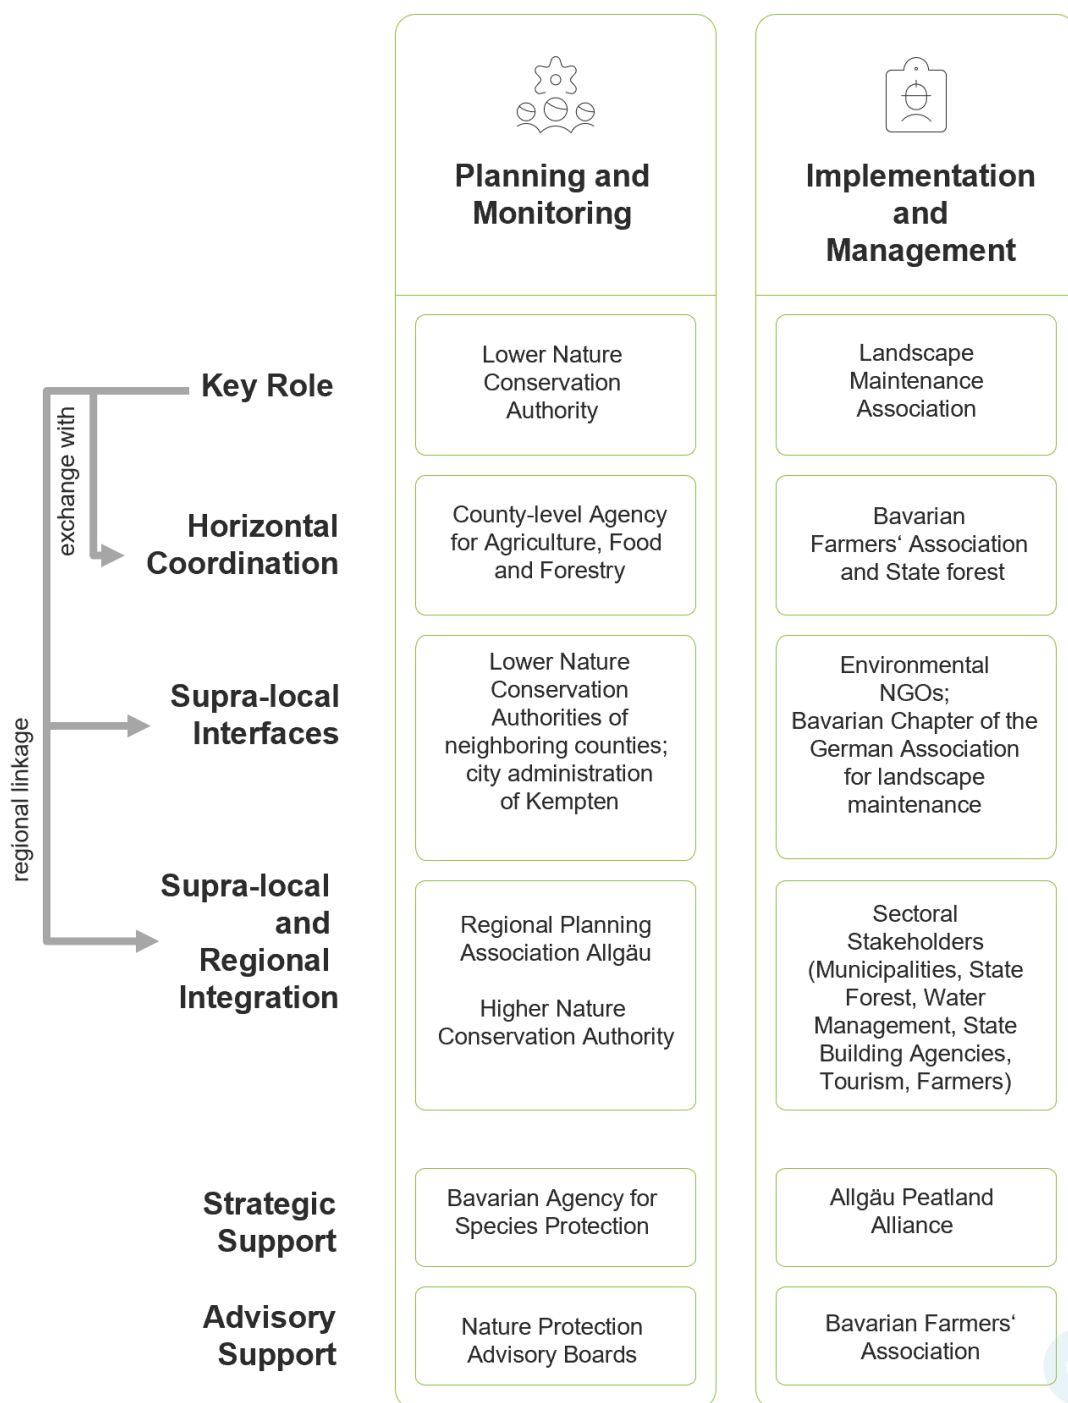 Planning and
Monitoring
Implementation
and
Management
Key Role
Lower Nature
Conservation
Authority
Landscape
Maintenance
Association
exchange with
Horizontal
Coordination
County-level Agency
for Agriculture, Food
and Forestry
Bavarian
Farmers‘ Association
and State forest
regional linkage
Supra-local
Interfaces
Lower Nature
Conservation
Authorities of
neighboring counties;
city administration
of Kempten
Environmental
NGOs;
Bavarian Chapter of the
German Association
for landscape
maintenance
Supra-local
and
Regional
Integration
Regional Planning
Association Allgäu
Higher Nature
Conservation Authority
Sectoral
Stakeholders
(Municipalities, State
Forest, Water
Management, State
Building Agencies,
Tourism, Farmers)
Strategic
Support
Bavarian Agency for
Species Protection
Allgäu Peatland
Alliance
Advisory
Support
Nature Protection
Advisory Boards
Bavarian Farmers‘
Association